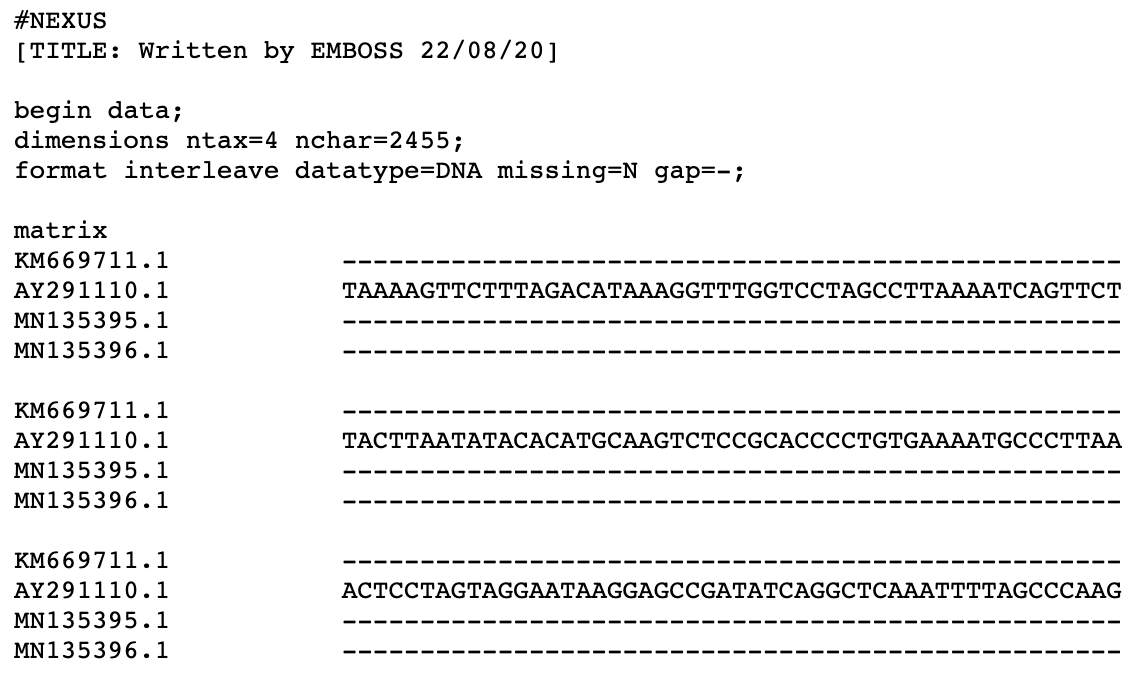 #NEXUS
[TITLE: Written by EMBOSS 22/08/20]
begin data;
dimensions ntax=4 nchar=2455;
format interleave datatype=DNA missing=N gap=-;
matrix
KM669711.1 --------------------------------------------------
AY291110.1 TAAAAGTTCTTTAGACATAAAGGTTTGGTCCTAGCCTTAAAATCAGTTCT
MN135395.1 --------------------------------------------------
MN135396.1 --------------------------------------------------
KM669711.1 --------------------------------------------------
AY291110.1 TACTTAATATACACATGCAAGTCTCCGCACCCCTGTGAAAATGCCCTTAA
MN135395.1 --------------------------------------------------
MN135396.1 --------------------------------------------------
KM669711.1 --------------------------------------------------
AY291110.1 ACTCCTAGTAGGAATAAGGAGCCGATATCAGGCTCAAATTTTAGCCCAAG
MN135395.1 --------------------------------------------------
MN135396.1 --------------------------------------------------